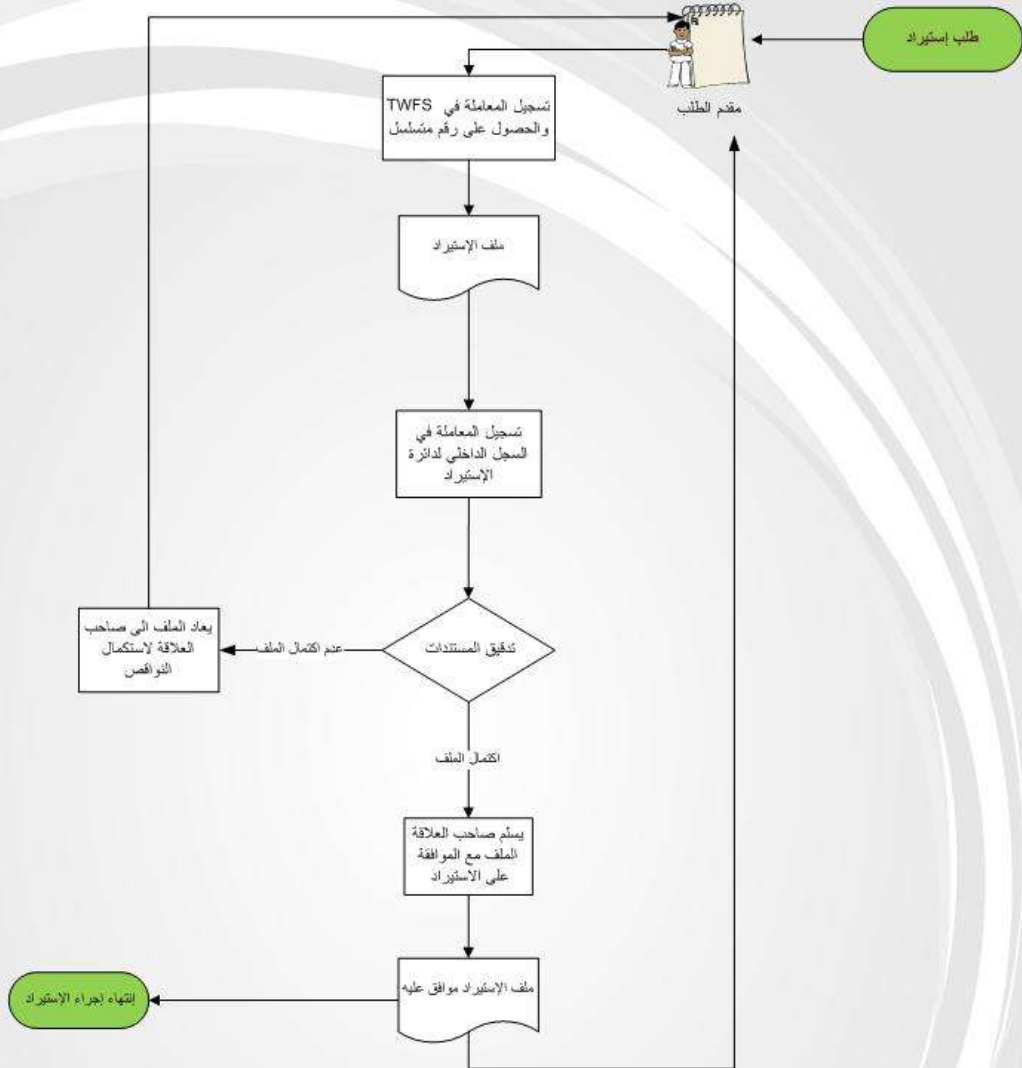 طلب إستيراد
مقدم الطلب
تسجيل المعاملة في TWFS
والحصول على رقم متسلسل
ملف الإستيراد
تسجيل المعاملة في
السجل الداخلي لدائرة
الإستيراد
تدقيق المستندات
عدم اكتمال الملف
يعاد الملف الى صاحب
العلاقة لاستكمال
النواقص
اكتمال الملف
يسلم صاحب العلاقة
الملف مع الموافقة
على الاستيراد
ملف الإستيراد موافق عليه
إنتهاء إجراء الإستيراد